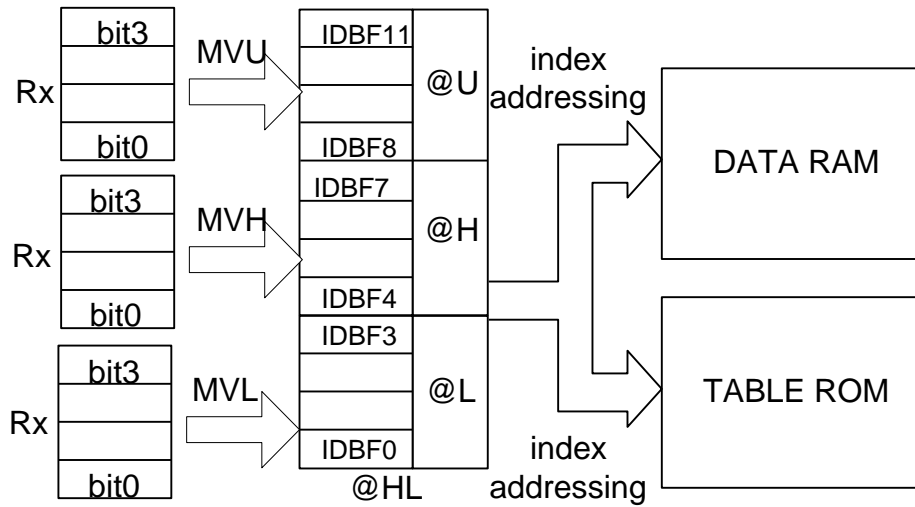 bit3
Rx
bit0
MVU
IDBF11
IDBF8
@U
index
addressing
DATA RAM
bit3
Rx
bit0
MVH
IDBF7
IDBF4
@H
bit3
Rx
bit0
MVL
IDBF3
IDBF0
@L
@HL
index
addressing
TABLE ROM